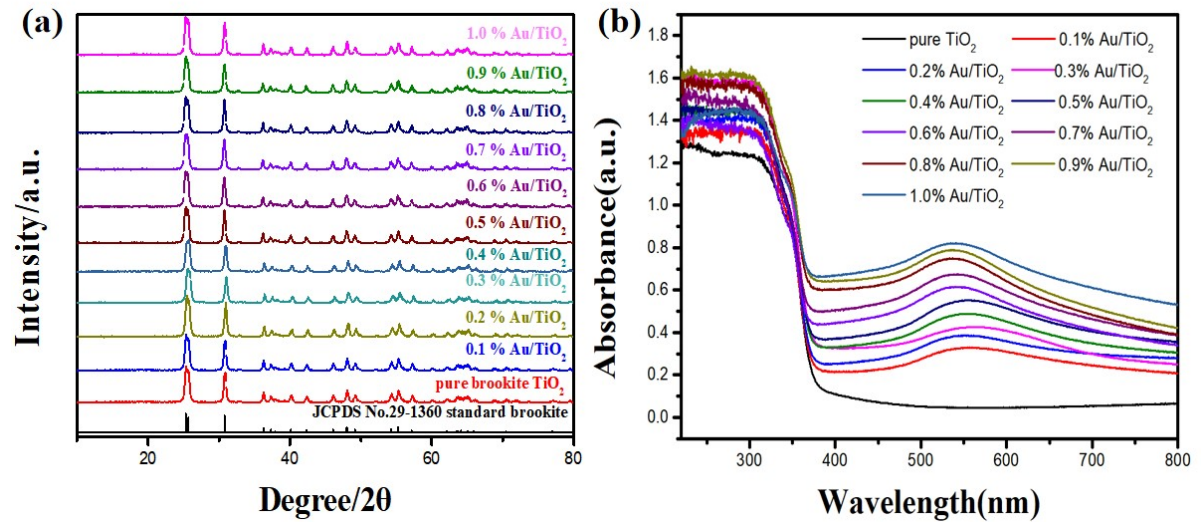 (a)
1.0 % Au/TiO₂
0.9 % Au/TiO₂
0.8 % Au/TiO₂
0.7 % Au/TiO₂
0.6 % Au/TiO₂
0.5 % Au/TiO
0.4 % Au/TiO₂
0.3 % Au/TiO₂
0.2 % Au/TiO₂
0.1 % Au/TiO₂
pure brookite TiO₂
JCPDS No.29-1360 standard brookite
Intensity/a.u.
20 40 60 80
Degree/2θ
(b)
pure TiO₂ 0.1% Au/TiO₂
0.2% Au/TiO₂ 0.3% Au/TiO₂
0.4% Au/TiO₂ 0.5% Au/TiO₂
0.6% Au/TiO₂ 0.7% Au/TiO₂
0.8% Au/TiO₂ 0.9% Au/TiO₂
1.0% Au/TiO₂
Absorbance(a.u.)
1.8
1.6
1.4
1.2
1.0
0.8
0.6
0.4
0.2
0.0
300 400 500 600 700 800
Wavelength(nm)